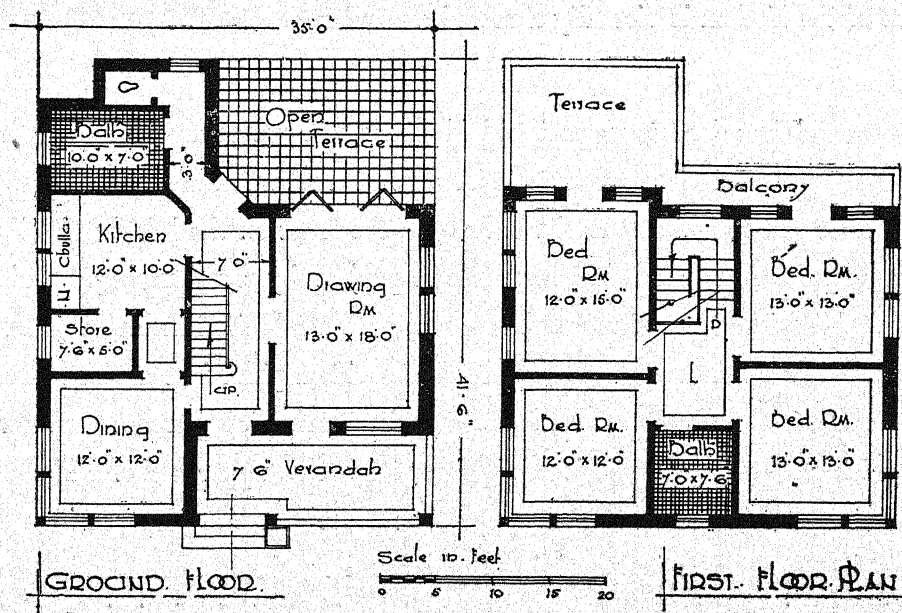 35'·0"
Open
Terrace
Bath
10'·0" x 7'·0"
3'·0"
Kitchen
12'·0" x 10'·0
Chulla
W.
7'0"
Drawing
Rm
13'·0" x 18'·0"
Store
7'·6" x 5'·0"
UP.
Dining
12'·0" x 12'·0"
7'6" Verandah
41'·6"
GROUND. FLOOR.
Scale in. feet
0 5 10 15 20
Terrace
Balcony
Bed.
Rm
12'·0" x 15'·0"
Bed. Rm.
13'·0" x 13'·0"
D
L
Bed. Rm.
12'·0" x 12'·0"
Bath
7'·0 x 7'·6
Bed. Rm.
13'·0" x 13'·0"
FIRST. FLOOR. PLAN